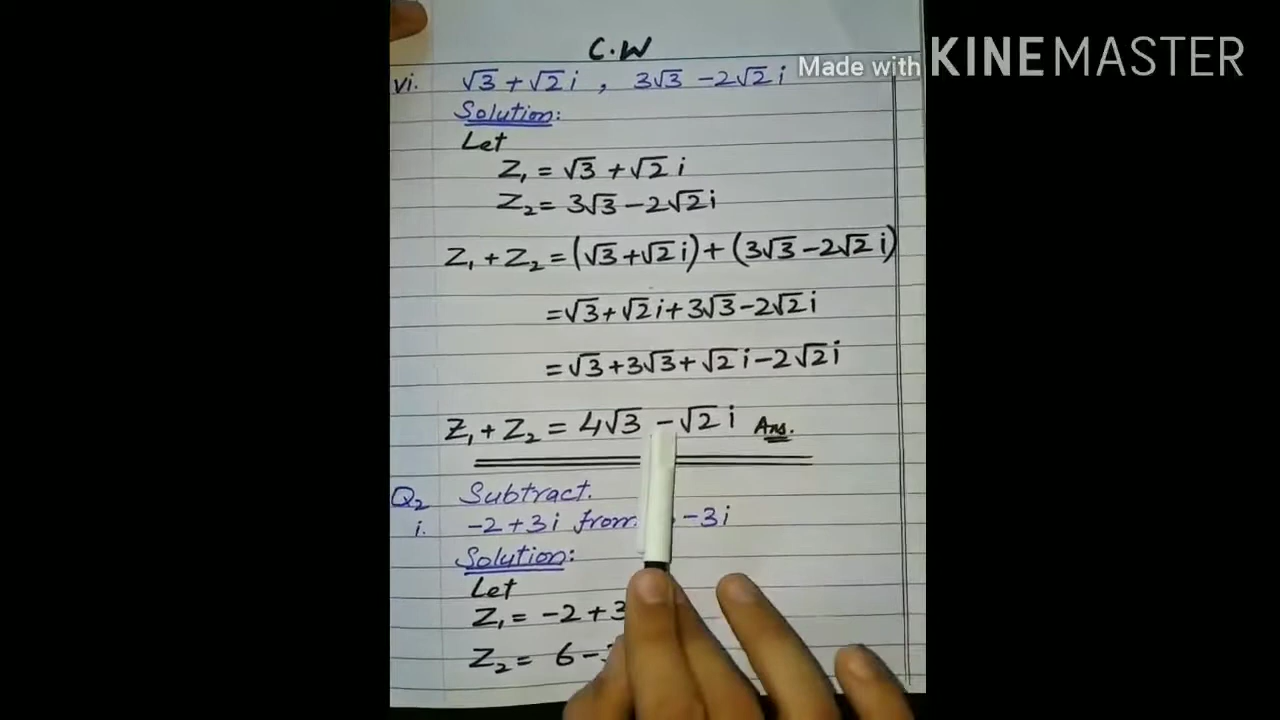 C.W
Made with KINEMASTER
vi. √3 + √2 i , 3√3 - 2√2 i
Solution:
Let
Z₁ = √3 + √2 i
Z₂ = 3√3 - 2√2 i
Z₁ + Z₂ = (√3 + √2 i) + (3√3 - 2√2 i)
= √3 + √2 i + 3√3 - 2√2 i
= √3 + 3√3 + √2 i - 2√2 i
Z₁ + Z₂ = 4√3 - √2 i Ans.
Q₂ Subtract.
i. -2 + 3i from -3i
Solution:
Let
Z₁ = -2 + 3
Z₂ = 6 -